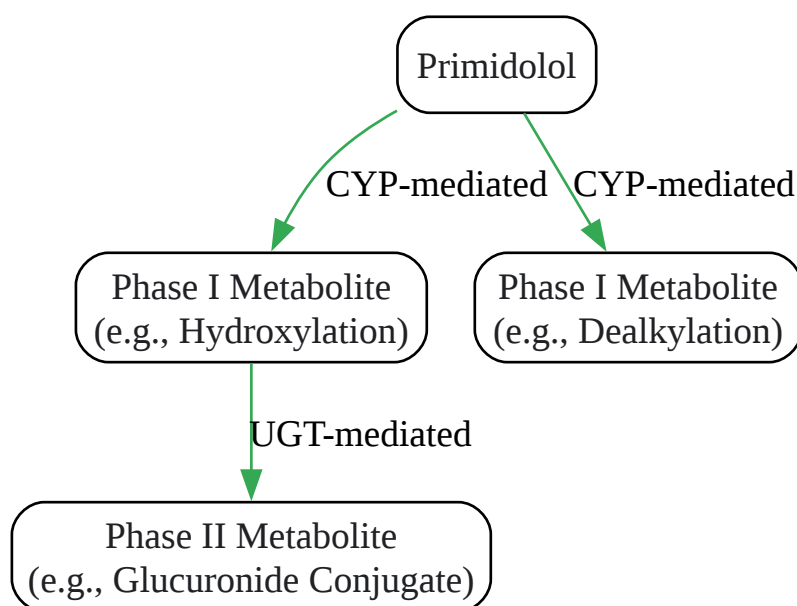 Primidolol
CYP-mediated
CYP-mediated
Phase I Metabolite
(e.g., Hydroxylation)
Phase I Metabolite
(e.g., Dealkylation)
UGT-mediated
Phase II Metabolite
(e.g., Glucuronide Conjugate)